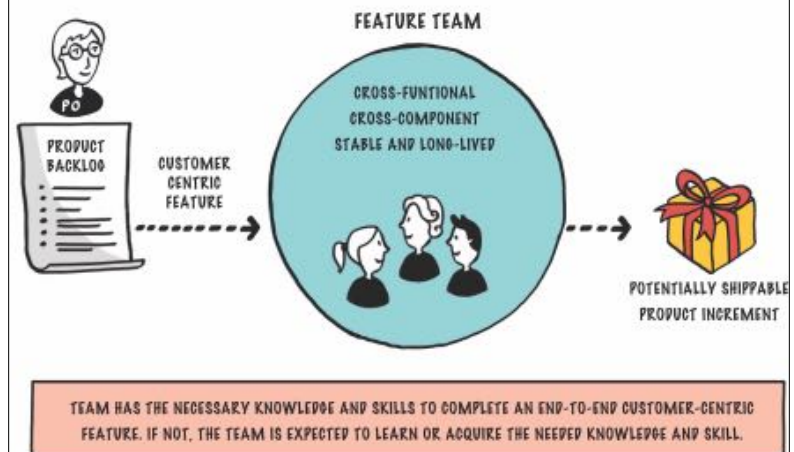 FEATURE TEAM
PO
PRODUCT
BACKLOG
CUSTOMER
CENTRIC
FEATURE
CROSS-FUNTIONAL
CROSS-COMPONENT
STABLE AND LONG-LIVED
POTENTIALLY SHIPPABLE
PRODUCT INCREMENT
TEAM HAS THE NECESSARY KNOWLEDGE AND SKILLS TO COMPLETE AN END-TO-END CUSTOMER-CENTRIC
FEATURE. IF NOT, THE TEAM IS EXPECTED TO LEARN OR ACQUIRE THE NEEDED KNOWLEDGE AND SKILL.